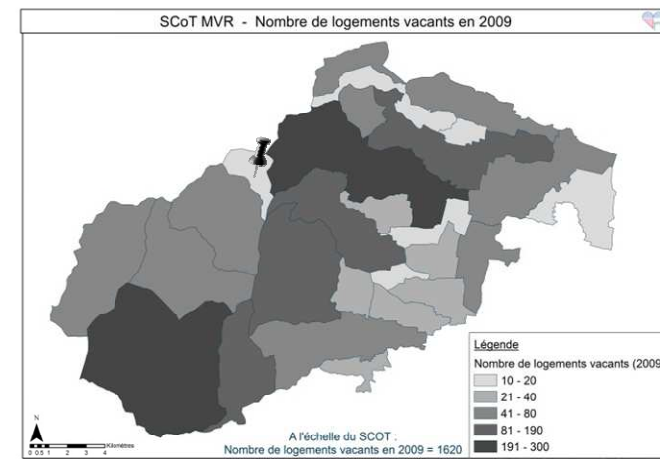 SCoT MVR - Nombre de logements vacants en 2009
Légende
Nombre de logements vacants (2009
10 - 20
21 - 40
41 - 80
81 - 190
191 - 300
N
0 0.5 1 2 3 4
Kilomètres
A l'échelle du SCOT :
Nombre de logements vacants en 2009 = 1620